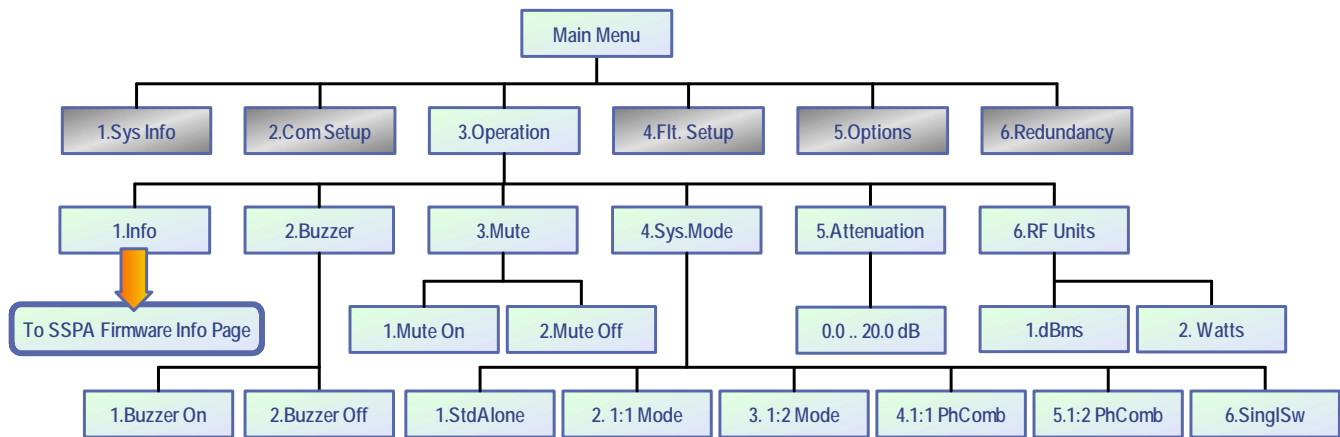 Main Menu
1.Sys Info
2.Com Setup
3.Operation
4.Flt. Setup
5.Options
6.Redundancy
1.Info
2.Buzzer
3.Mute
4.Sys.Mode
5.Attenuation
6.RF Units
To SSPA Firmware Info Page
1.Mute On
2.Mute Off
0.0 .. 20.0 dB
1.dBms
2. Watts
1.Buzzer On
2.Buzzer Off
1.StdAlone
2. 1:1 Mode
3. 1:2 Mode
4.1:1 PhComb
5.1:2 PhComb
6.SinglSw